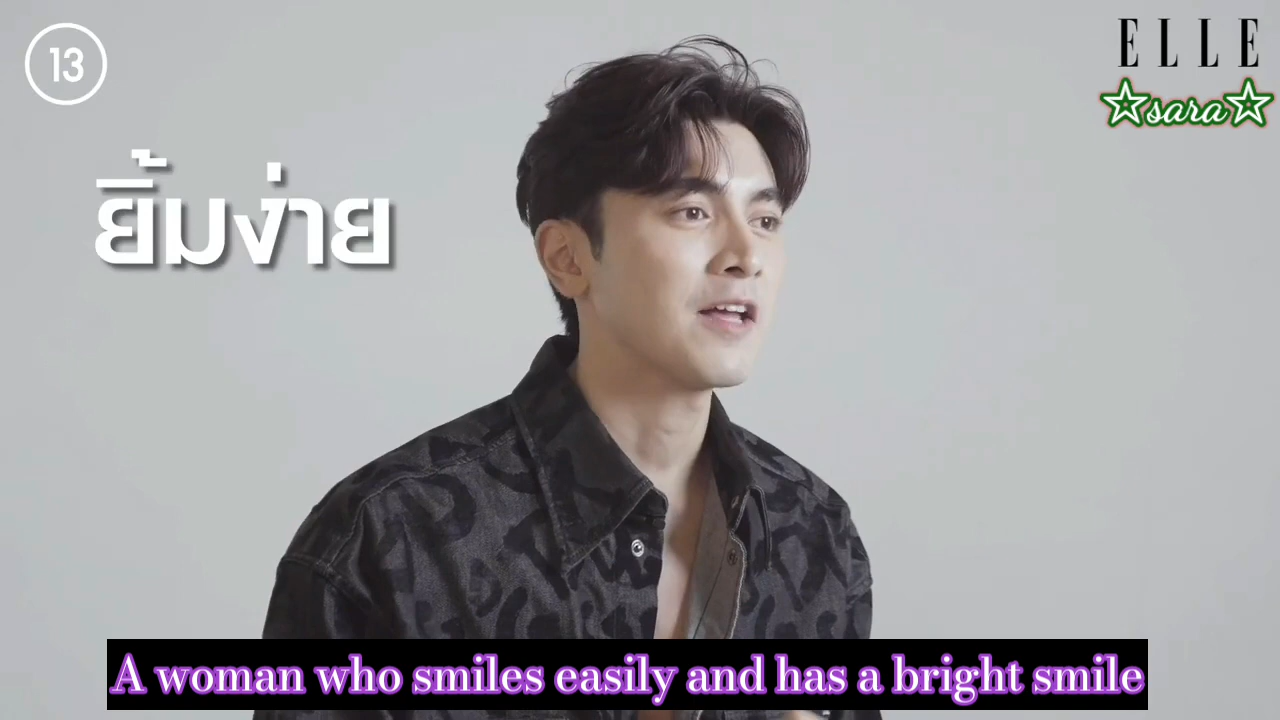 13
ELLE
☆sara☆
ยิ้มง่าย
A woman who smiles easily and has a bright smile